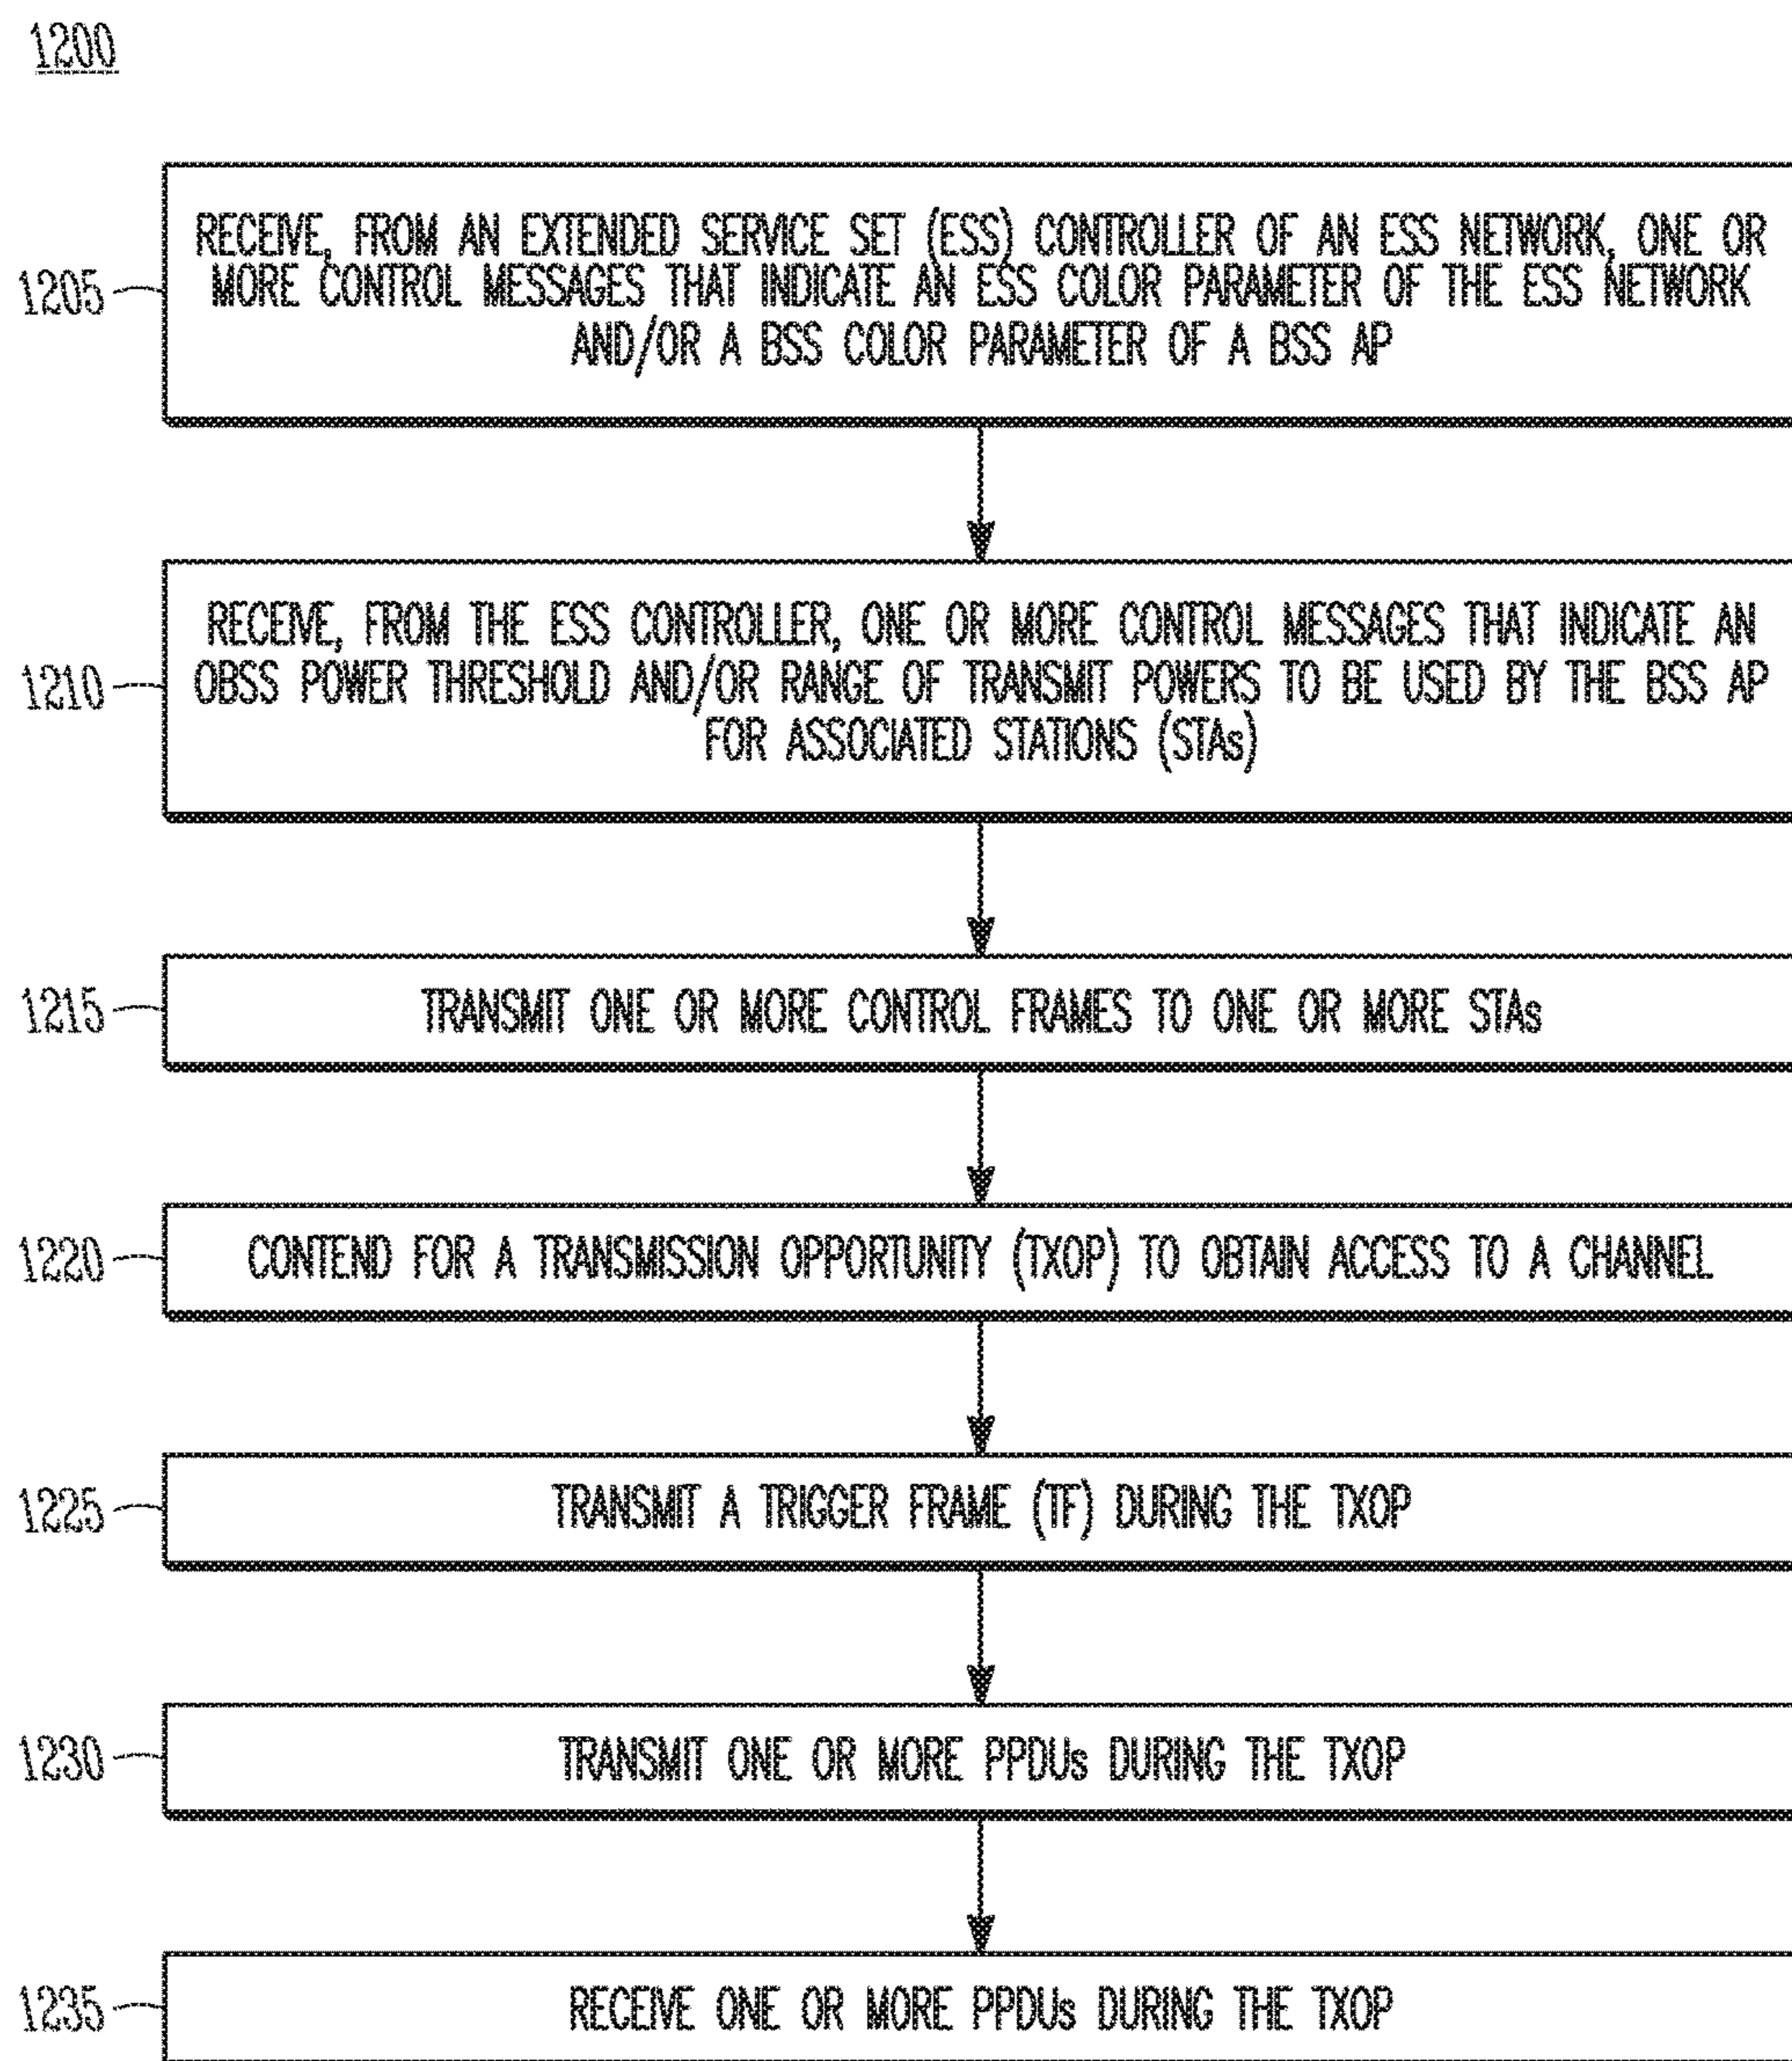 1200
1205
RECEIVE, FROM AN EXTENDED SERVICE SET (ESS) CONTROLLER OF AN ESS NETWORK, ONE OR
MORE CONTROL MESSAGES THAT INDICATE AN ESS COLOR PARAMETER OF THE ESS NETWORK
AND/OR A BSS COLOR PARAMETER OF A BSS AP
1210
RECEIVE, FROM THE ESS CONTROLLER, ONE OR MORE CONTROL MESSAGES THAT INDICATE AN
OBSS POWER THRESHOLD AND/OR RANGE OF TRANSMIT POWERS TO BE USED BY THE BSS AP
FOR ASSOCIATED STATIONS (STAs)
1215
TRANSMIT ONE OR MORE CONTROL FRAMES TO ONE OR MORE STAs
1220
CONTEND FOR A TRANSMISSION OPPORTUNITY (TXOP) TO OBTAIN ACCESS TO A CHANNEL
1225
TRANSMIT A TRIGGER FRAME (TF) DURING THE TXOP
1230
TRANSMIT ONE OR MORE PPDUs DURING THE TXOP
1235
RECEIVE ONE OR MORE PPDUs DURING THE TXOP